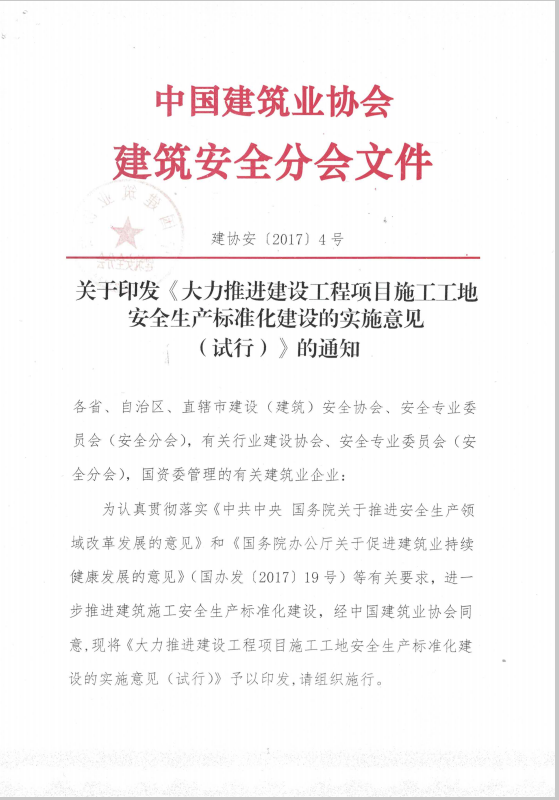 中国建筑业协会
建筑安全分会文件
建协安〔2017〕4号
关于印发《大力推进建设工程项目施工工地
安全生产标准化建设的实施意见
（试行）》的通知
各省、自治区、直辖市建设（建筑）安全协会、安全专业委
员会（安全分会），有关行业建设协会、安全专业委员会（安
全分会），国资委管理的有关建筑业企业：
为认真贯彻落实《中共中央 国务院关于推进安全生产领
域改革发展的意见》和《国务院办公厅关于促进建筑业持续
健康发展的意见》（国办发〔2017〕19号）等有关要求，进一
步推进建筑施工安全生产标准化建设，经中国建筑业协会同
意,现将《大力推进建设工程项目施工工地安全生产标准化建
设的实施意见（试行）》予以印发,请组织施行。